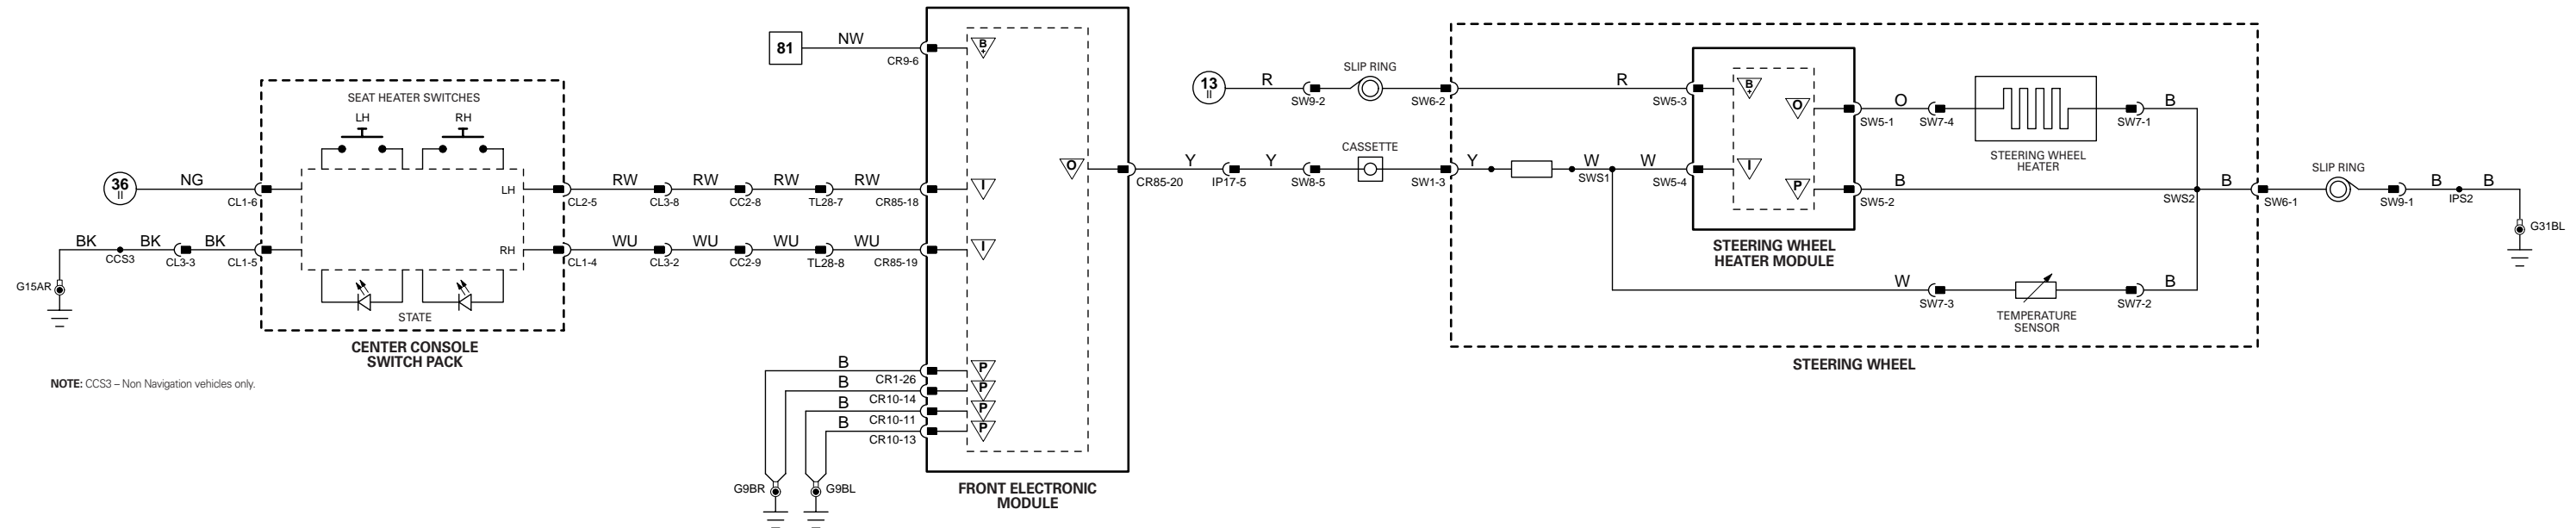 81
NW
CR9-6
B
+
SEAT HEATER SWITCHES
LH
RH
36
II
NG
CL1-6
LH
CL2-5
RW
CL3-8
RW
CC2-8
RW
TL28-7
RW
CR85-18
I
G15AR
BK
CCS3
BK
CL3-3
BK
CL1-5
RH
CL1-4
WU
CL3-2
WU
CC2-9
WU
TL28-8
WU
CR85-19
I
STATE
CENTER CONSOLE
SWITCH PACK
NOTE: CCS3 – Non Navigation vehicles only.
B
CR1-26
P
B
CR10-14
P
B
CR10-11
P
B
CR10-13
P
G9BR
G9BL
FRONT ELECTRONIC
MODULE
O
CR85-20
Y
IP17-5
Y
SW8-5
CASSETTE
SW1-3
Y
SWS1
W
W
SW5-4
I
13
II
R
SW9-2
SLIP RING
SW6-2
R
SW5-3
B
+
O
SW5-1
O
SW7-4
STEERING WHEEL
HEATER
SW7-1
B
P
SW5-2
B
SWS2
B
SW6-1
SLIP RING
SW9-1
B
IPS2
B
G31BL
STEERING WHEEL
HEATER MODULE
W
SW7-3
TEMPERATURE
SENSOR
SW7-2
B
STEERING WHEEL